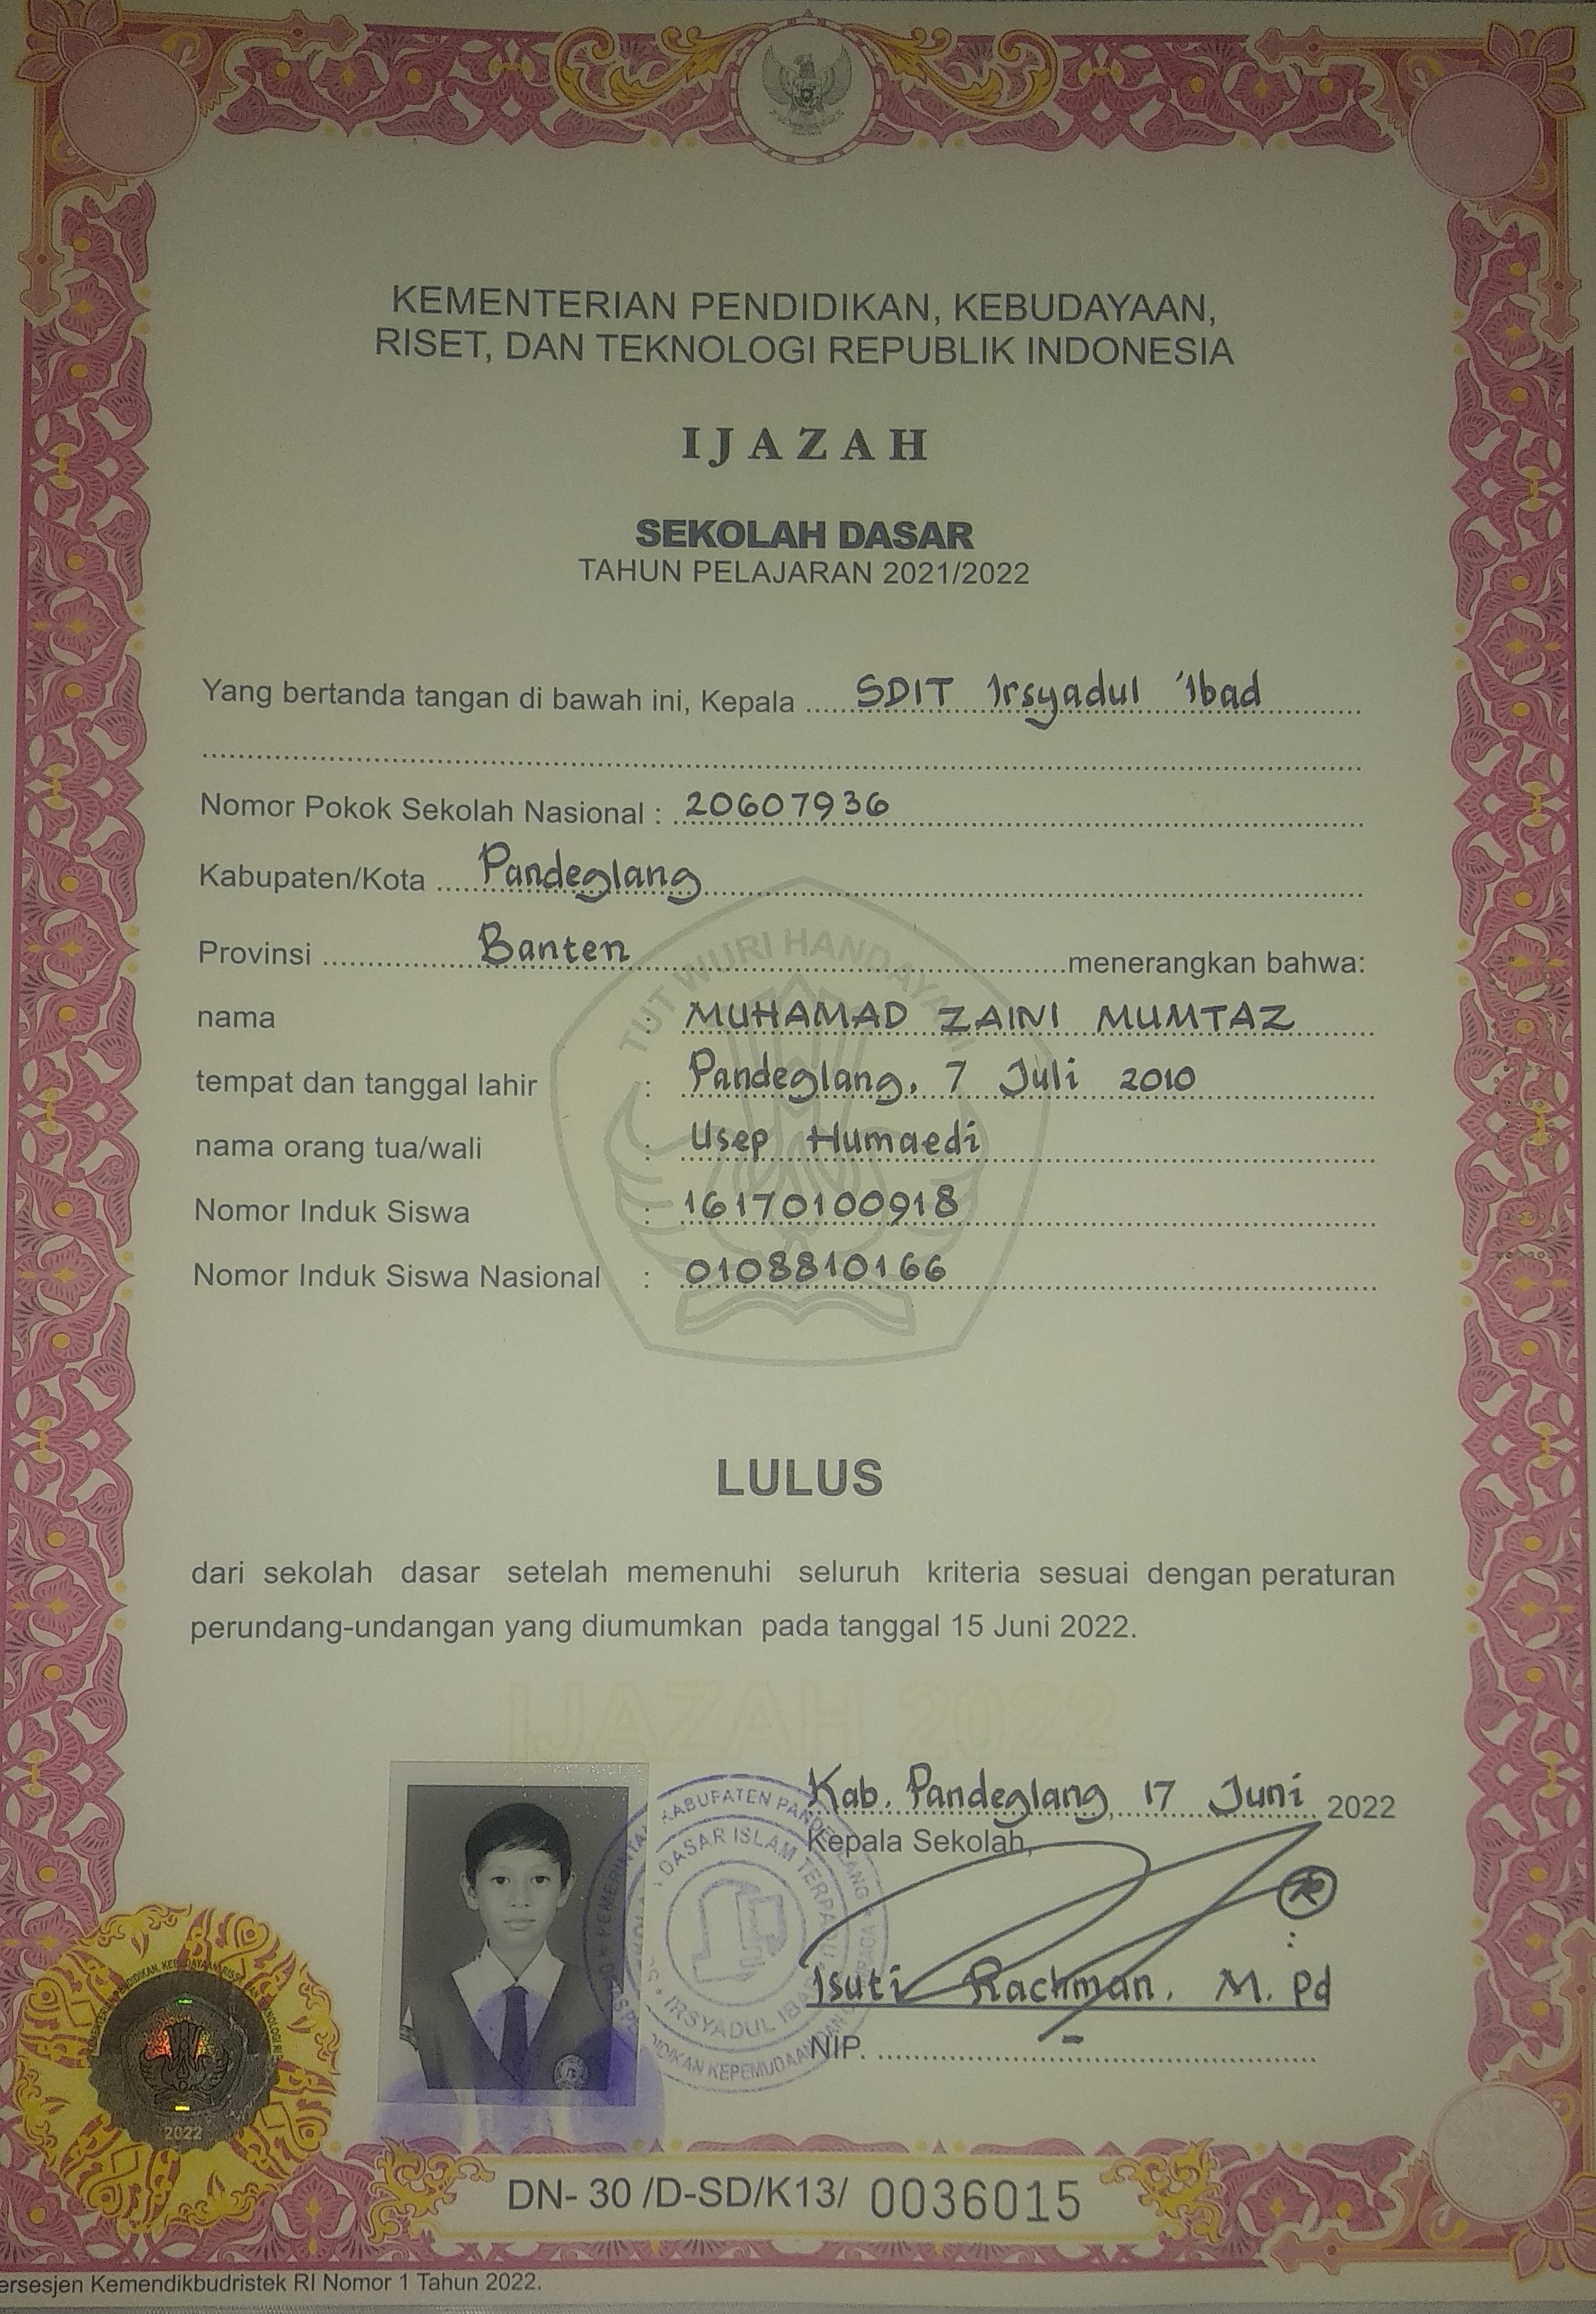 KEMENTERIAN PENDIDIKAN, KEBUDAYAAN,
RISET, DAN TEKNOLOGI REPUBLIK INDONESIA
IJAZAH
SEKOLAH DASAR
TAHUN PELAJARAN 2021/2022
Yang bertanda tangan di bawah ini, Kepala SDIT Irsyadul 'Ibad
Nomor Pokok Sekolah Nasional : 20607936
Kabupaten/Kota Pandeglang
Provinsi Banten menerangkan bahwa:
TUT WURI HANDAYANI
nama : MUHAMAD ZAINI MUMTAZ
tempat dan tanggal lahir : Pandeglang, 7 Juli 2010
nama orang tua/wali : Usep Humaedi
Nomor Induk Siswa : 16170100918
Nomor Induk Siswa Nasional : 0108810166
LULUS
dari sekolah dasar setelah memenuhi seluruh kriteria sesuai dengan peraturan
perundang-undangan yang diumumkan pada tanggal 15 Juni 2022.
IJAZAH 2022
Kab. Pandeglang, 17 Juni 2022
Kepala Sekolah,
KABUPATEN PANDEGLANG
DASAR ISLAM TERPADU
IRSYADUL IBAD
Isuti Rachman, M.Pd
NIP. -
2022
DN- 30 /D-SD/K13/ 0036015
ersesjen Kemendikbudristek RI Nomor 1 Tahun 2022.